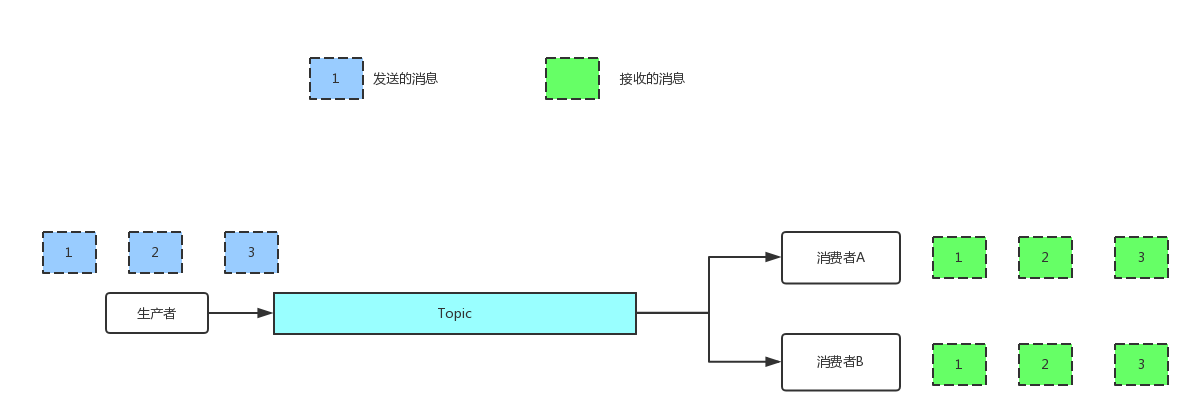 1 发送的消息 接收的消息
1 2 3
生产者
Topic
消费者A
1 2 3
消费者B
1 2 3